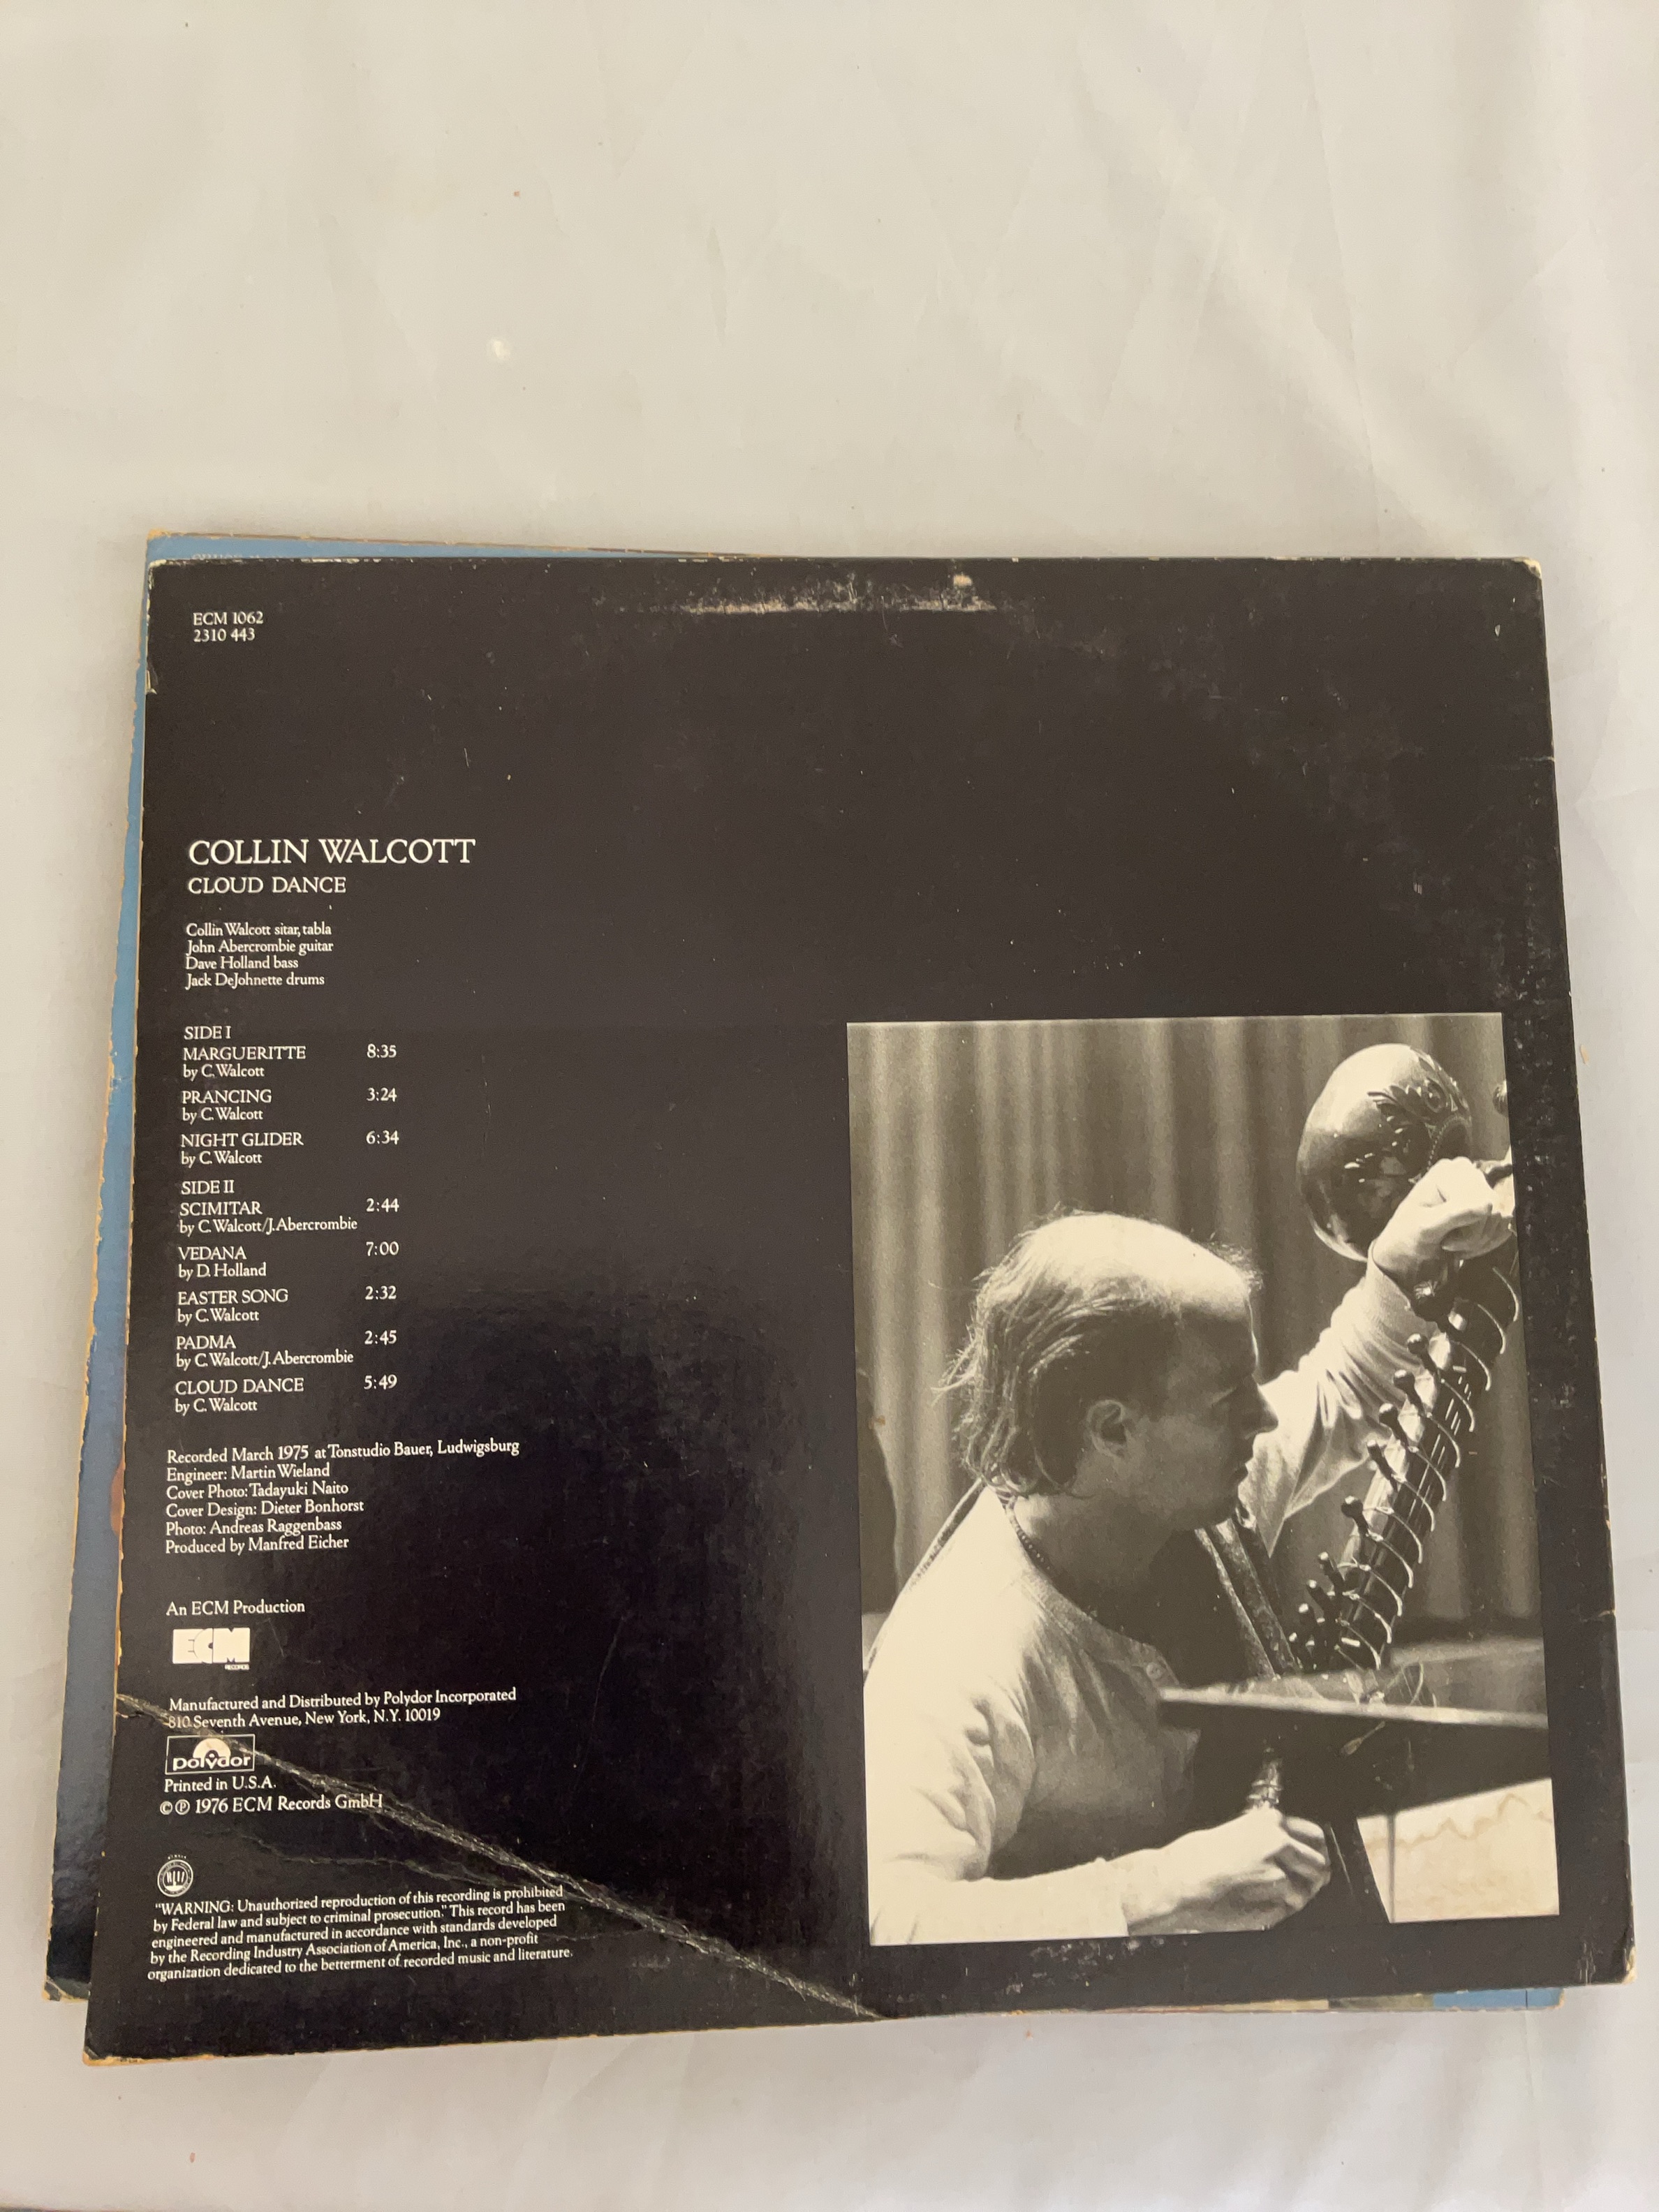 ECM 1062
2310 443
COLLIN WALCOTT
CLOUD DANCE
Collin Walcott sitar, tabla
John Abercrombie guitar
Dave Holland bass
Jack DeJohnette drums
SIDE I
MARGUERITTE 8:35
by C. Walcott
PRANCING 3:24
by C. Walcott
NIGHT GLIDER 6:34
by C. Walcott
SIDE II
SCIMITAR 2:44
by C. Walcott/J. Abercrombie
VEDANA 7:00
by D. Holland
EASTER SONG 2:32
by C. Walcott
PADMA 2:45
by C. Walcott/J. Abercrombie
CLOUD DANCE 5:49
by C. Walcott
Recorded March 1975 at Tonstudio Bauer, Ludwigsburg
Engineer: Martin Wieland
Cover Photo: Tadayuki Naito
Cover Design: Dieter Bonhorst
Photo: Andreas Raggenbass
Produced by Manfred Eicher
An ECM Production
ECM
RECORDS
Manufactured and Distributed by Polydor Incorporated
810 Seventh Avenue, New York, N.Y. 10019
polydor
Printed in U.S.A.
© ℗ 1976 ECM Records GmbH
"WARNING: Unauthorized reproduction of this recording is prohibited
by Federal law and subject to criminal prosecution." This record has been
engineered and manufactured in accordance with standards developed
by the Recording Industry Association of America, Inc., a non-profit
organization dedicated to the betterment of recorded music and literature.